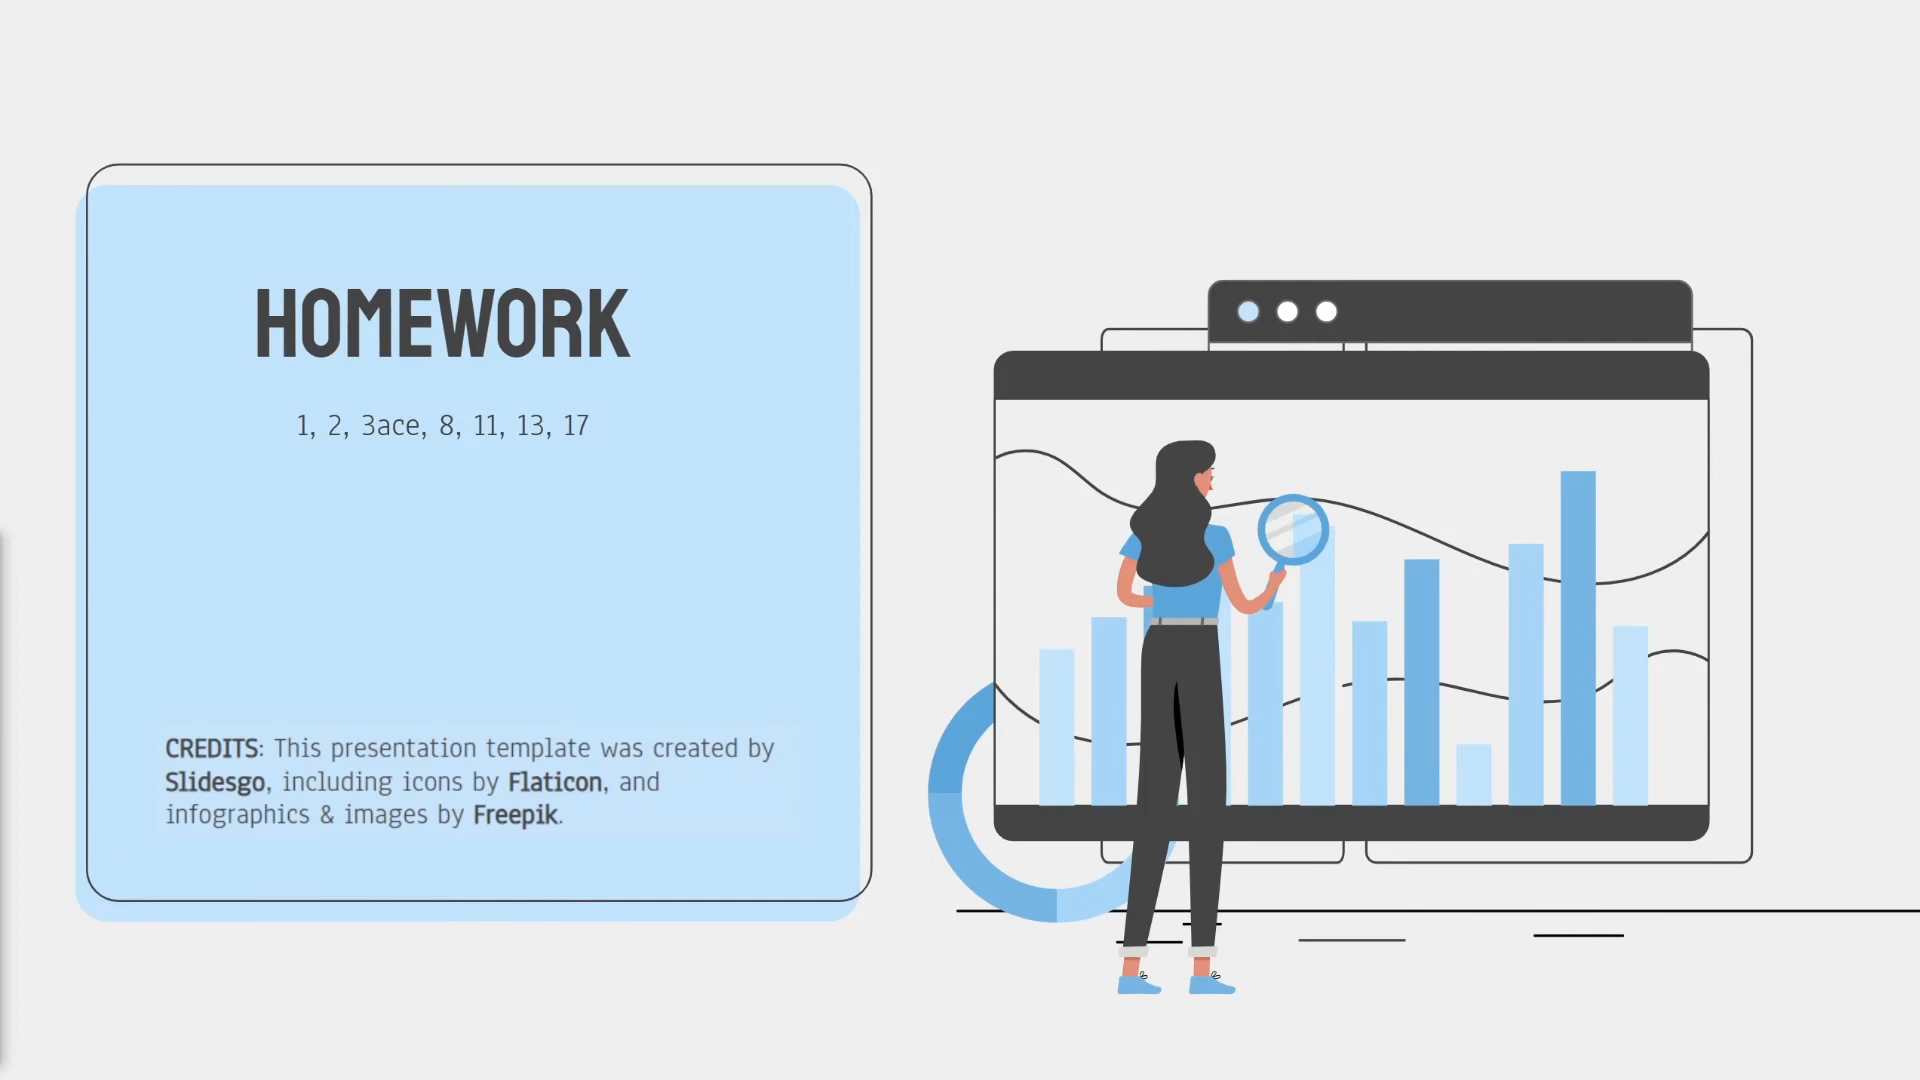 HOMEWORK
1, 2, 3ace, 8, 11, 13, 17
CREDITS: This presentation template was created by
Slidesgo, including icons by Flaticon, and
infographics & images by Freepik.